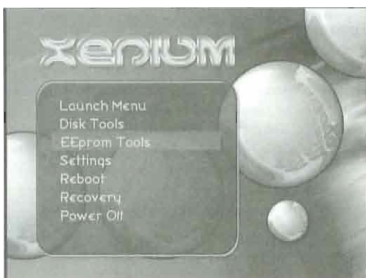 XENIUM
Launch Menu
Disk Tools
EEprom Tools
Settings
Reboot
Recovery
Power Off